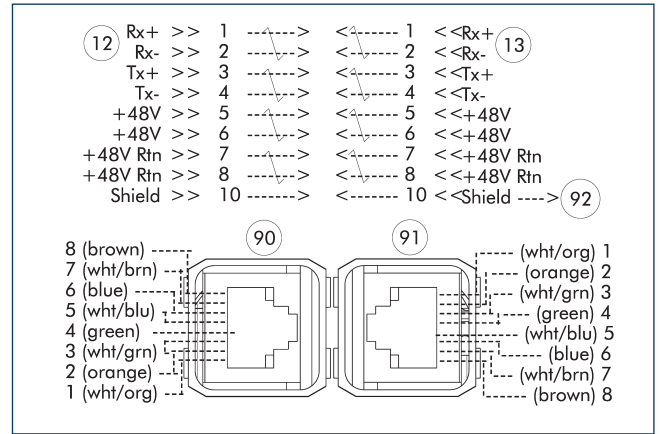 12 Rx+ >> 1 -----> <------ 1 <<Rx+ 13
Rx- >> 2 -----> <------ 2 <<Rx-
Tx+ >> 3 -----> <------ 3 <<Tx+
Tx- >> 4 -----> <------ 4 <<Tx-
+48V >> 5 -----> <------ 5 <<+48V
+48V >> 6 -----> <------ 6 <<+48V
+48V Rtn >> 7 -----> <------ 7 <<+48V Rtn
+48V Rtn >> 8 -----> <------ 8 <<+48V Rtn
Shield >> 10 -----> <------ 10 <<Shield ----> 92
90
91
8 (brown)
7 (wht/brn)
6 (blue)
5 (wht/blu)
4 (green)
3 (wht/grn)
2 (orange)
1 (wht/org)
(wht/org) 1
(orange) 2
(wht/grn) 3
(green) 4
(wht/blu) 5
(blue) 6
(wht/brn) 7
(brown) 8